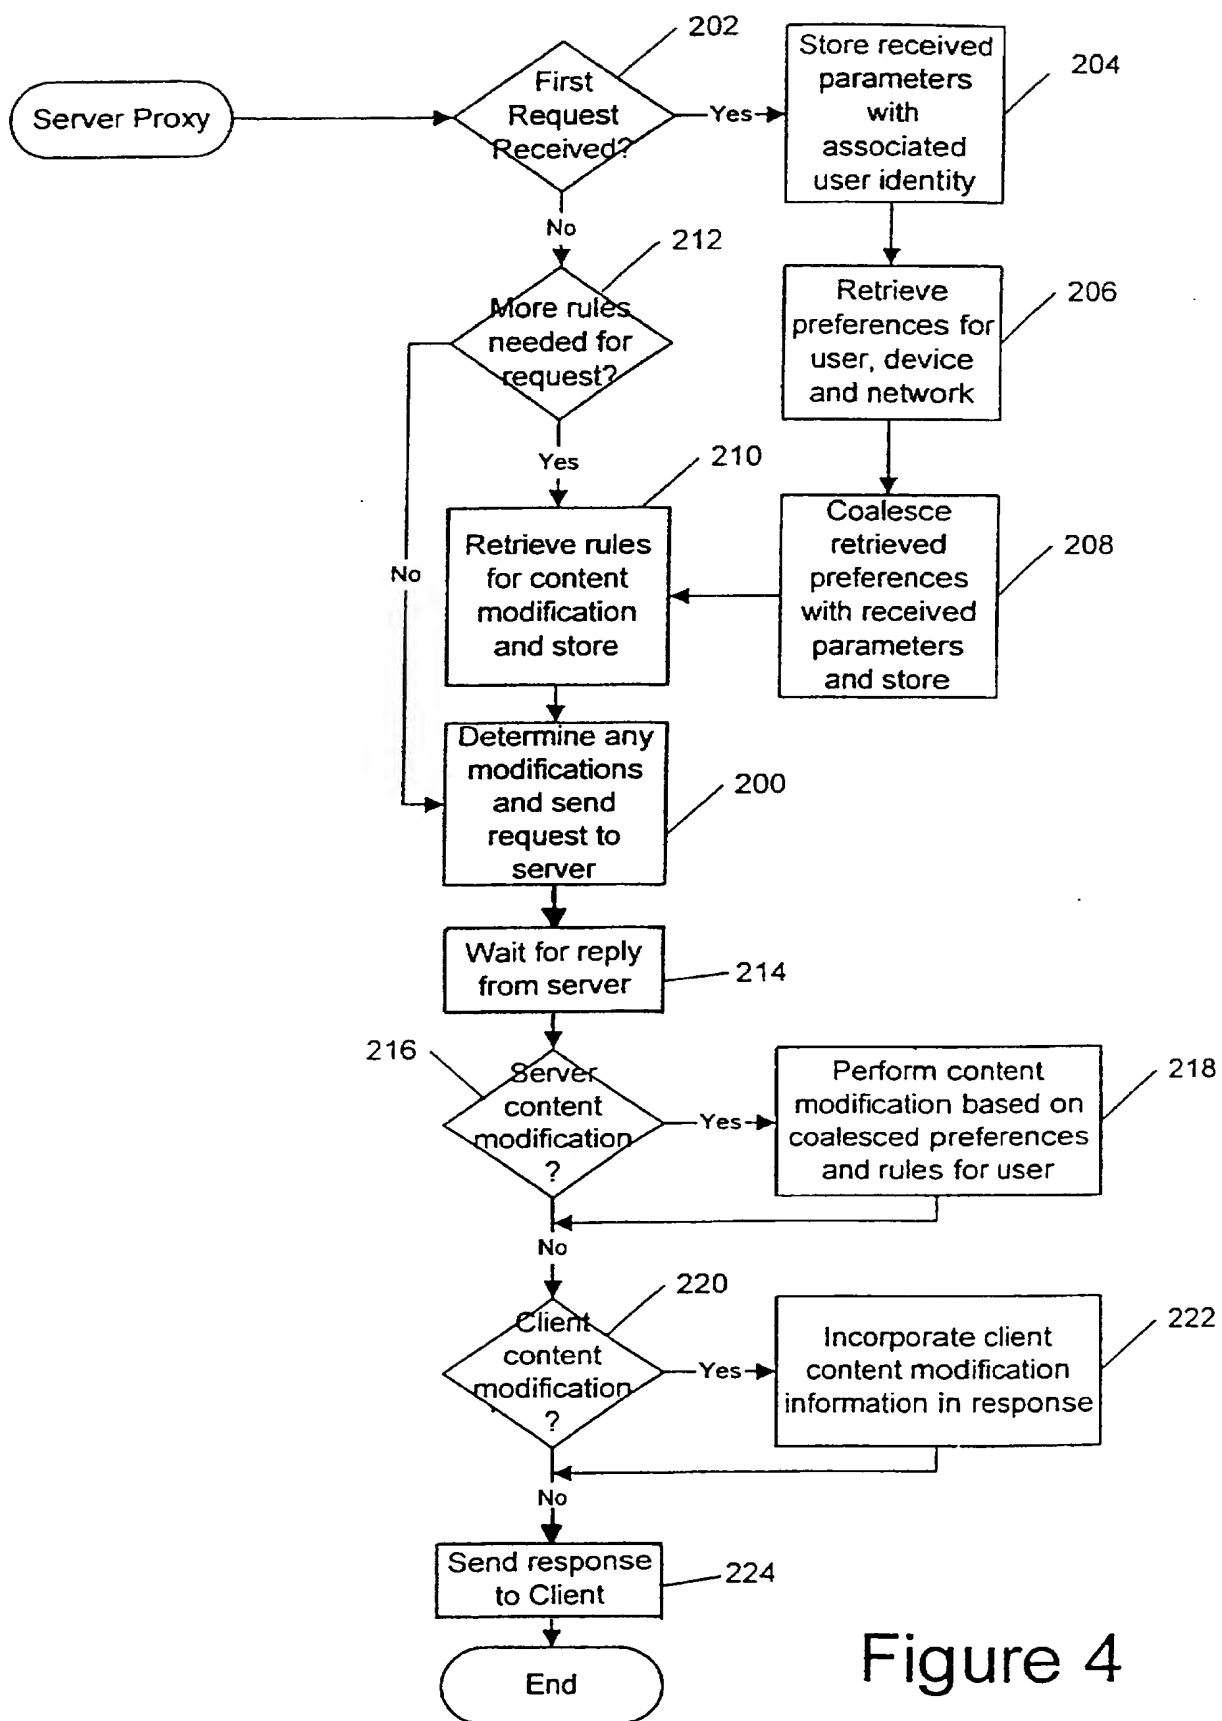 Server Proxy
First
Request
Received?
202
Yes
Store received
parameters
with
associated
user identity
204
No
212
More rules
needed for
request?
Retrieve
preferences for
user, device
and network
206
Yes
210
No
Retrieve rules
for content
modification
and store
Coalesce
retrieved
preferences
with received
parameters
and store
208
Determine any
modifications
and send
request to
server
200
Wait for reply
from server
214
216
Server
content
modification
?
Yes
Perform content
modification based on
coalesced preferences
and rules for user
218
No
220
Client
content
modification
?
Yes
Incorporate client
content modification
information in response
222
No
Send response
to Client
224
End
Figure 4